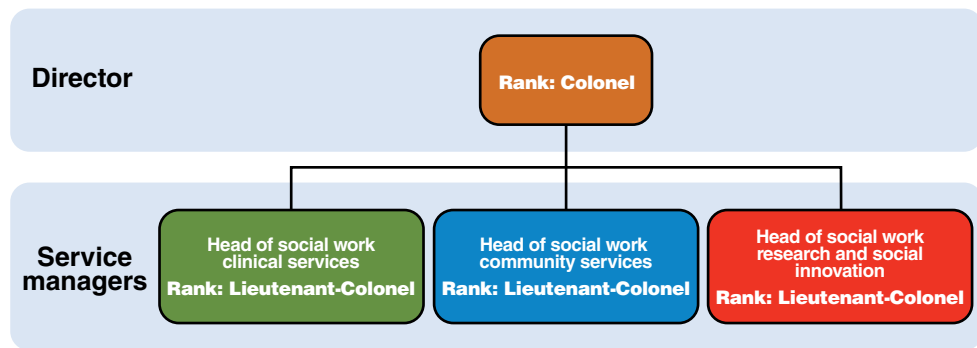 Director
Rank: Colonel
Service
managers
Head of social work
clinical services
Rank: Lieutenant-Colonel
Head of social work
community services
Rank: Lieutenant-Colonel
Head of social work
research and social
innovation
Rank: Lieutenant-Colonel